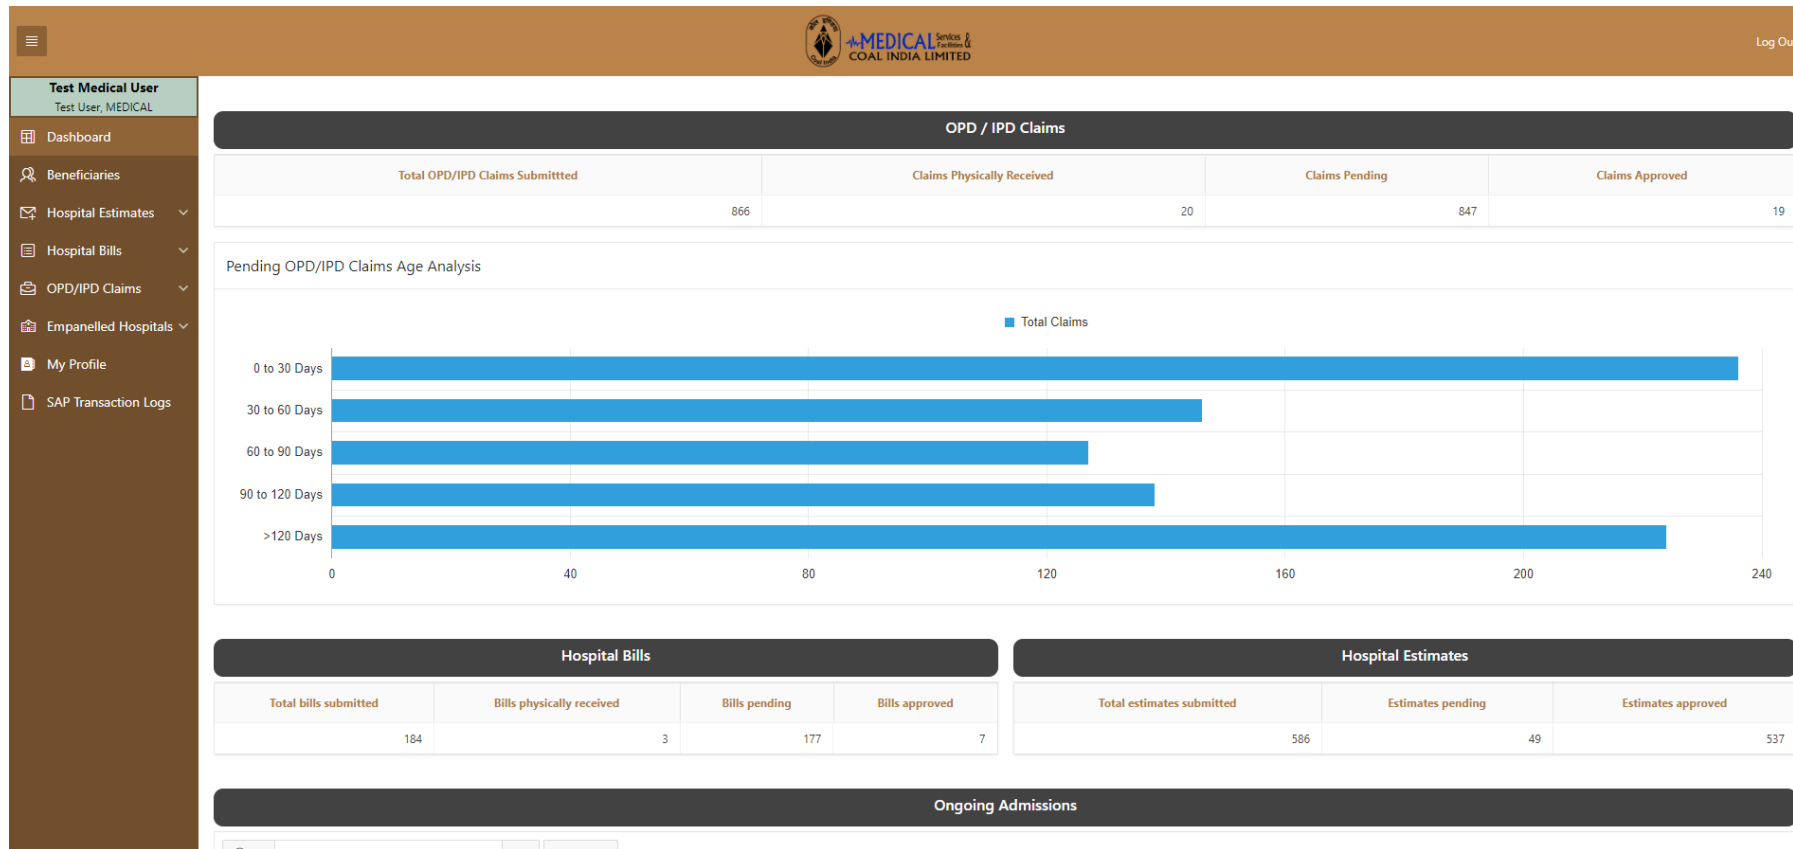 MEDICAL Services & Facilities
COAL INDIA LIMITED
Log Ou
Test Medical User
Test User, MEDICAL
Dashboard
Beneficiaries
Hospital Estimates
Hospital Bills
OPD/IPD Claims
Empanelled Hospitals
My Profile
SAP Transaction Logs
OPD / IPD Claims
Total OPD/IPD Claims Submittted Claims Physically Received Claims Pending Claims Approved
866 20 847 19
Pending OPD/IPD Claims Age Analysis
Total Claims
0 to 30 Days
30 to 60 Days
60 to 90 Days
90 to 120 Days
>120 Days
0 40 80 120 160 200 240
Hospital Bills
Total bills submitted Bills physically received Bills pending Bills approved
184 3 177 7
Hospital Estimates
Total estimates submitted Estimates pending Estimates approved
586 49 537
Ongoing Admissions